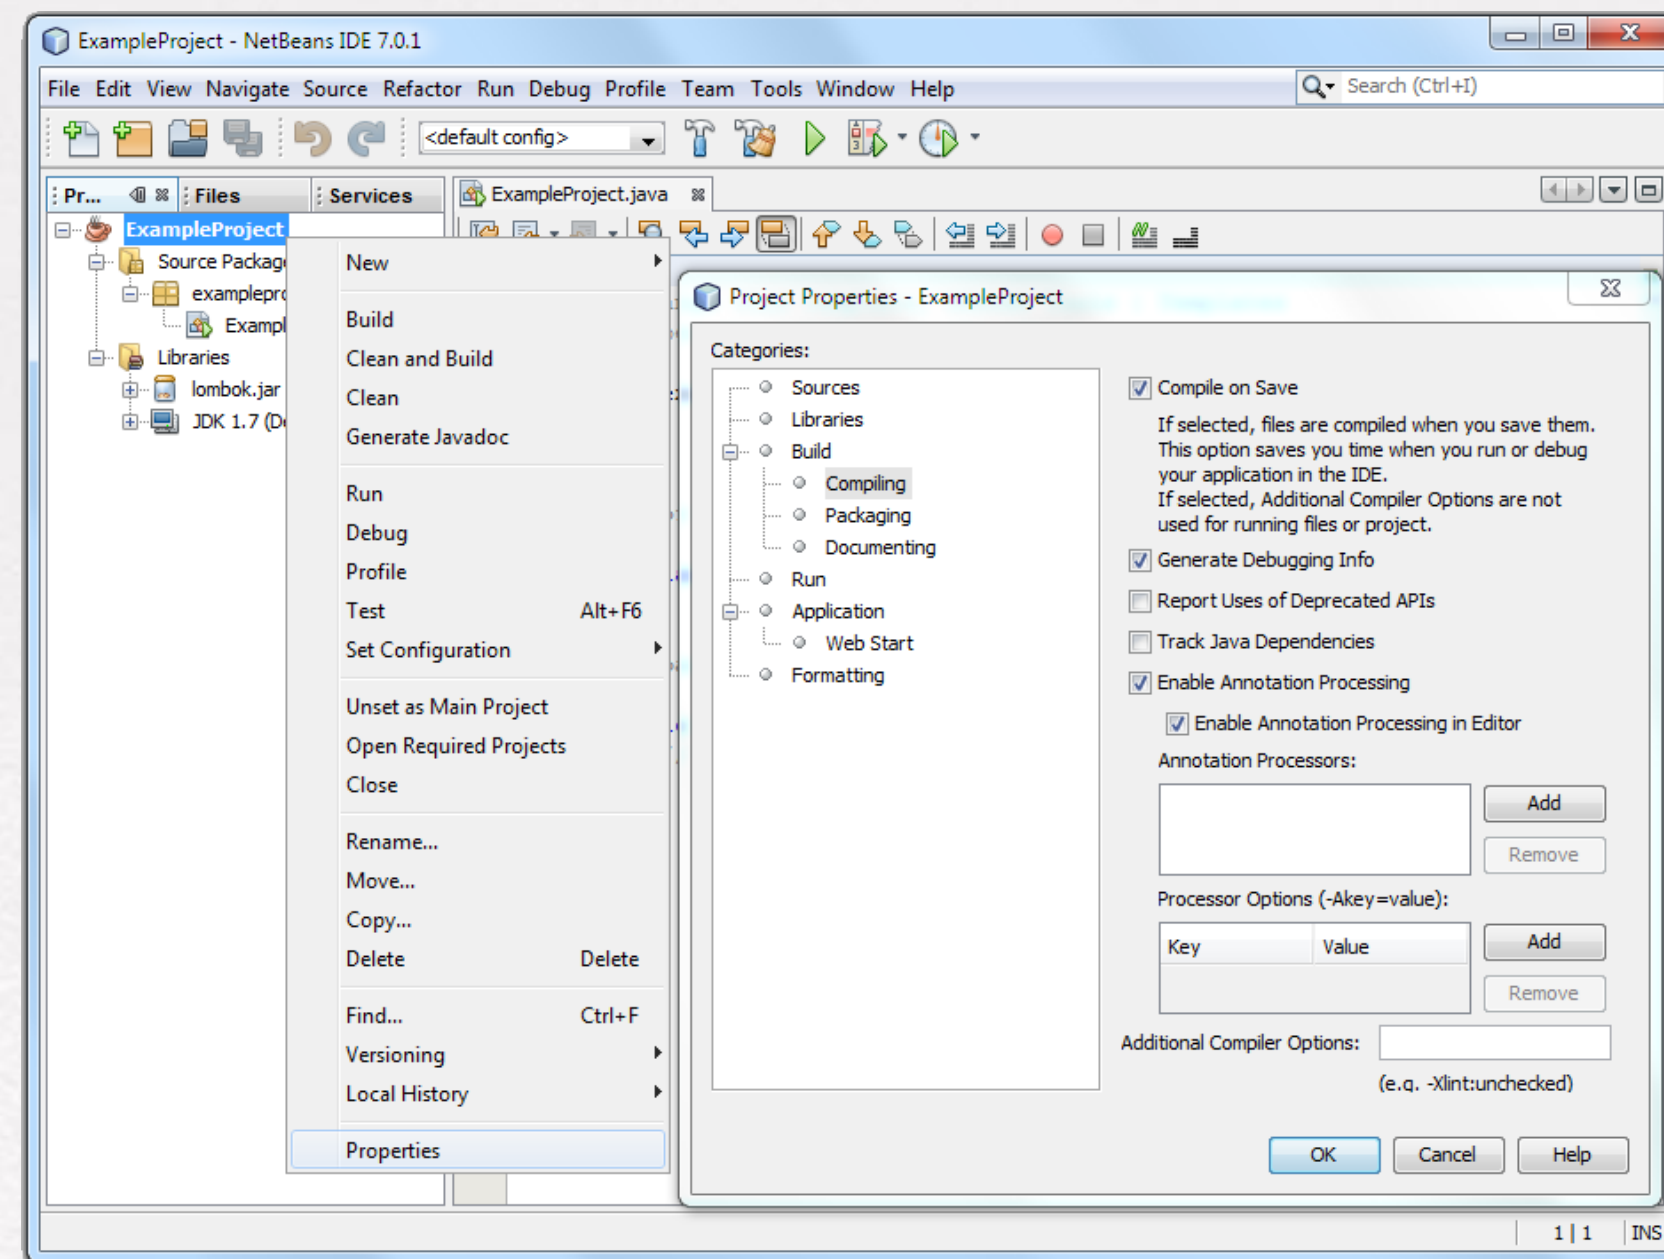 ExampleProject - NetBeans IDE 7.0.1
File Edit View Navigate Source Refactor Run Debug Profile Team Tools Window Help
Search (Ctrl+I)
<default config>
Pr...
Files
Services
ExampleProject.java
ExampleProject
Source Packag
examplepro
Exampl
Libraries
lombok.jar
JDK 1.7 (D
New
Build
Clean and Build
Clean
Generate Javadoc
Run
Debug
Profile
Test Alt+F6
Set Configuration
Unset as Main Project
Open Required Projects
Close
Rename...
Move...
Copy...
Delete Delete
Find... Ctrl+F
Versioning
Local History
Properties
Project Properties - ExampleProject
Categories:
Sources
Libraries
Build
Compiling
Packaging
Documenting
Run
Application
Web Start
Formatting
Compile on Save
If selected, files are compiled when you save them.
This option saves you time when you run or debug
your application in the IDE.
If selected, Additional Compiler Options are not
used for running files or project.
Generate Debugging Info
Report Uses of Deprecated APIs
Track Java Dependencies
Enable Annotation Processing
Enable Annotation Processing in Editor
Annotation Processors:
Add
Remove
Processor Options (-Akey=value):
Key Value
Add
Remove
Additional Compiler Options:
(e.g. -Xlint:unchecked)
OK Cancel Help
1 | 1 INS